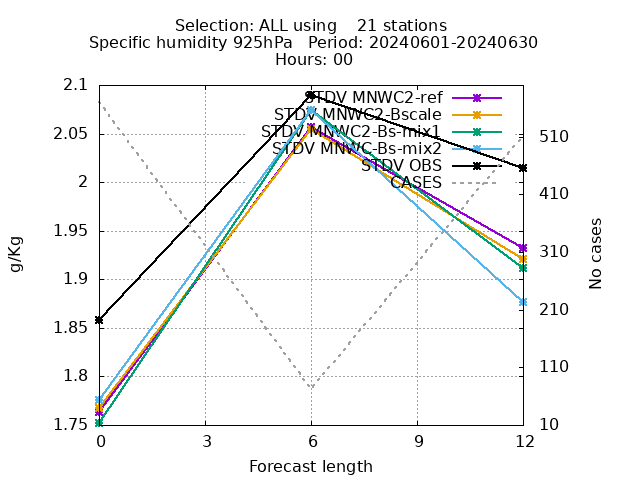 Selection: ALL using    21 stations
Specific humidity 925hPa   Period: 20240601-20240630
Hours: 00
STDV MNWC2-ref
STDV MNWC2-Bscale
STDV MNWC2-Bs-mix1
STDV MNWC-Bs-mix2
STDV OBS
CASES
2.1
2.05
2
1.95
1.9
1.85
1.8
1.75
g/Kg
510
410
310
210
110
10
No cases
0 3 6 9 12
Forecast length